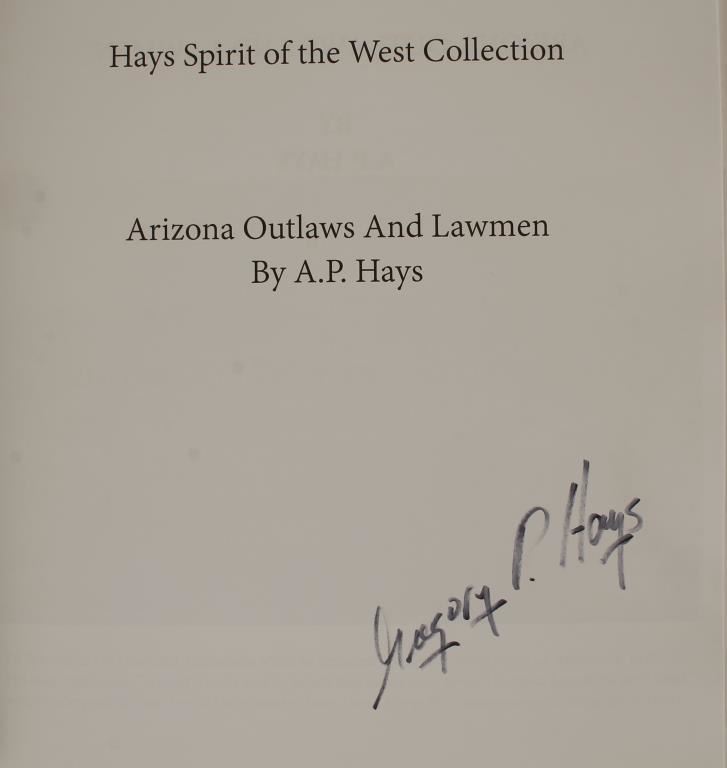 Hays Spirit of the West Collection
Arizona Outlaws And Lawmen
By A.P. Hays
Gregory P. Hays